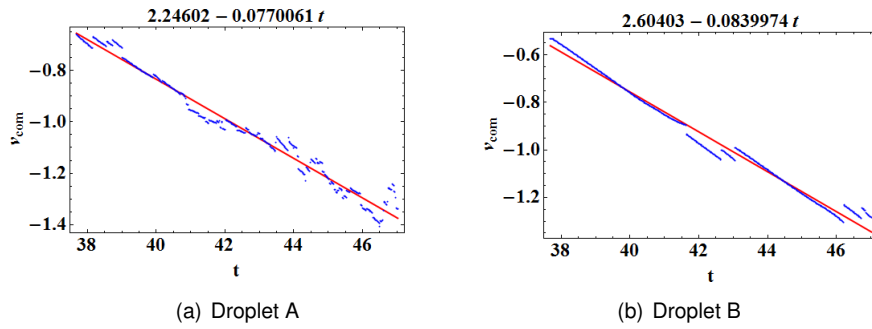 2.24602 − 0.0770061 t
−0.8
−1.0
−1.2
−1.4
v_com
38 40 42 44 46
t
(a) Droplet A
2.60403 − 0.0839974 t
−0.6
−0.8
−1.0
−1.2
v_com
38 40 42 44 46
t
(b) Droplet B